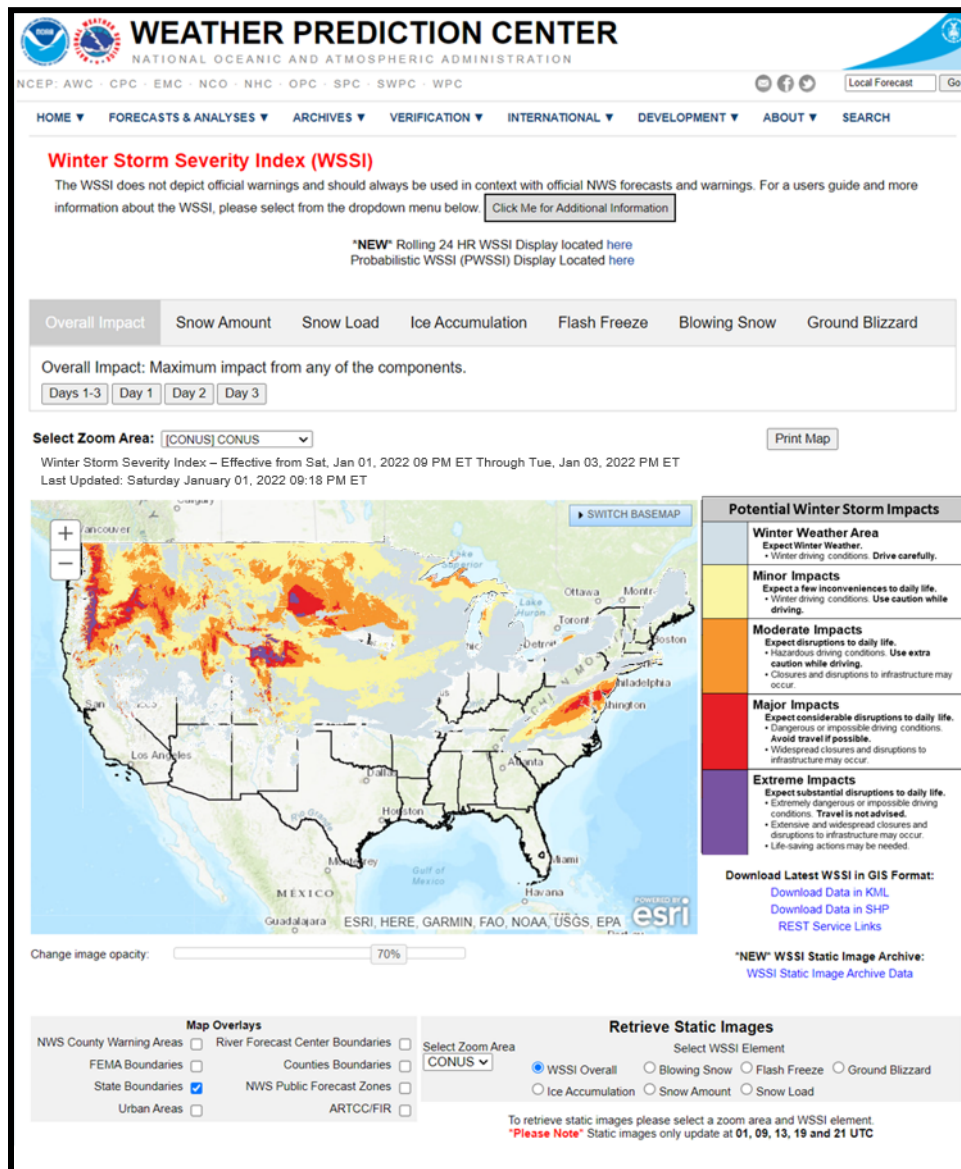 WEATHER PREDICTION CENTER
NATIONAL OCEANIC AND ATMOSPHERIC ADMINISTRATION
NCEP: AWC · CPC · EMC · NCO · NHC · OPC · SPC · SWPC · WPC
Local Forecast Go
HOME ▼ FORECASTS & ANALYSES ▼ ARCHIVES ▼ VERIFICATION ▼ INTERNATIONAL ▼ DEVELOPMENT ▼ ABOUT ▼ SEARCH
Winter Storm Severity Index (WSSI)
The WSSI does not depict official warnings and should always be used in context with official NWS forecasts and warnings. For a users guide and more
information about the WSSI, please select from the dropdown menu below. Click Me for Additional Information
*NEW* Rolling 24 HR WSSI Display located here
Probabilistic WSSI (PWSSI) Display Located here
Overall Impact Snow Amount Snow Load Ice Accumulation Flash Freeze Blowing Snow Ground Blizzard
Overall Impact: Maximum impact from any of the components.
Days 1-3 Day 1 Day 2 Day 3
Select Zoom Area: [CONUS] CONUS
Print Map
Winter Storm Severity Index – Effective from Sat, Jan 01, 2022 09 PM ET Through Tue, Jan 03, 2022 PM ET
Last Updated: Saturday January 01, 2022 09:18 PM ET
+
−
SWITCH BASEMAP
Calgary
ancouver
Lake
Superior
Ottawa
Montr-
Lake
Huron
Toront
Detroit
Boston
hiladelphia
hington
San
Los Angeles
Atlanta
Dallas
Houston
Rio Grande
Monterrey
Miami
Gulf of
Mexico
Havana
MÉXICO
Guadalajara
ESRI, HERE, GARMIN, FAO, NOAA, USGS, EPA
POWERED BY
esri
Potential Winter Storm Impacts
Winter Weather Area
Expect Winter Weather.
• Winter driving conditions. Drive carefully.
Minor Impacts
Expect a few inconveniences to daily life.
• Winter driving conditions. Use caution while
driving.
Moderate Impacts
Expect disruptions to daily life.
• Hazardous driving conditions. Use extra
caution while driving.
• Closures and disruptions to infrastructure may
occur.
Major Impacts
Expect considerable disruptions to daily life.
• Dangerous or impossible driving conditions.
Avoid travel if possible.
• Widespread closures and disruptions to
infrastructure may occur.
Extreme Impacts
Expect substantial disruptions to daily life.
• Extremely dangerous or impossible driving
conditions. Travel is not advised.
• Extensive and widespread closures and
disruptions to infrastructure may occur.
• Life-saving actions may be needed.
Download Latest WSSI in GIS Format:
Download Data in KML
Download Data in SHP
REST Service Links
*NEW* WSSI Static Image Archive:
WSSI Static Image Archive Data
Change image opacity: 70%
Map Overlays
NWS County Warning Areas River Forecast Center Boundaries
FEMA Boundaries Counties Boundaries
State Boundaries NWS Public Forecast Zones
Urban Areas ARTCC/FIR
Retrieve Static Images
Select Zoom Area Select WSSI Element
CONUS
WSSI Overall Blowing Snow Flash Freeze Ground Blizzard
Ice Accumulation Snow Amount Snow Load
To retrieve static images please select a zoom area and WSSI element.
*Please Note* Static images only update at 01, 09, 13, 19 and 21 UTC